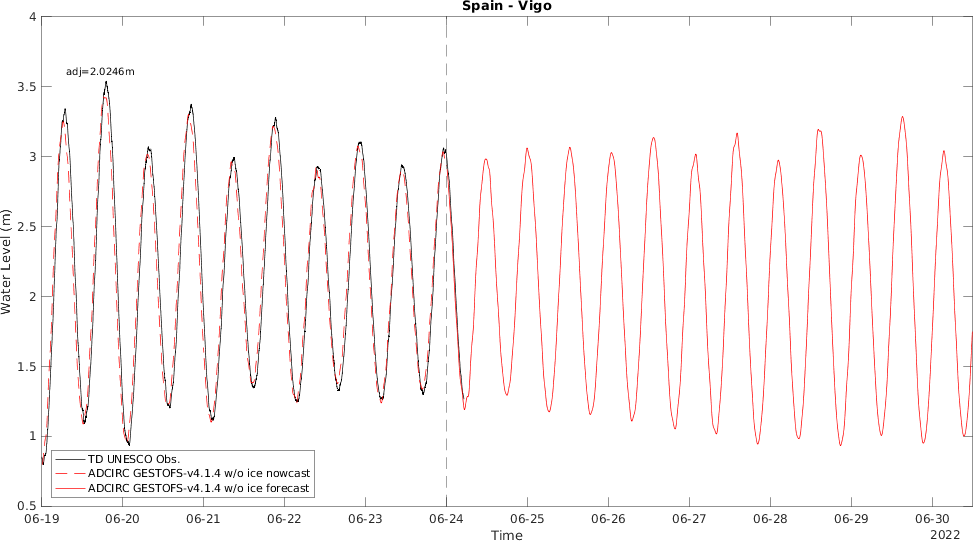 Spain - Vigo
adj=2.0246m
4
3.5
3
2.5
2
1.5
1
0.5
Water Level (m)
TD UNESCO Obs.
ADCIRC GESTOFS-v4.1.4 w/o ice nowcast
ADCIRC GESTOFS-v4.1.4 w/o ice forecast
06-19 06-20 06-21 06-22 06-23 06-24 06-25 06-26 06-27 06-28 06-29 06-30
Time
2022